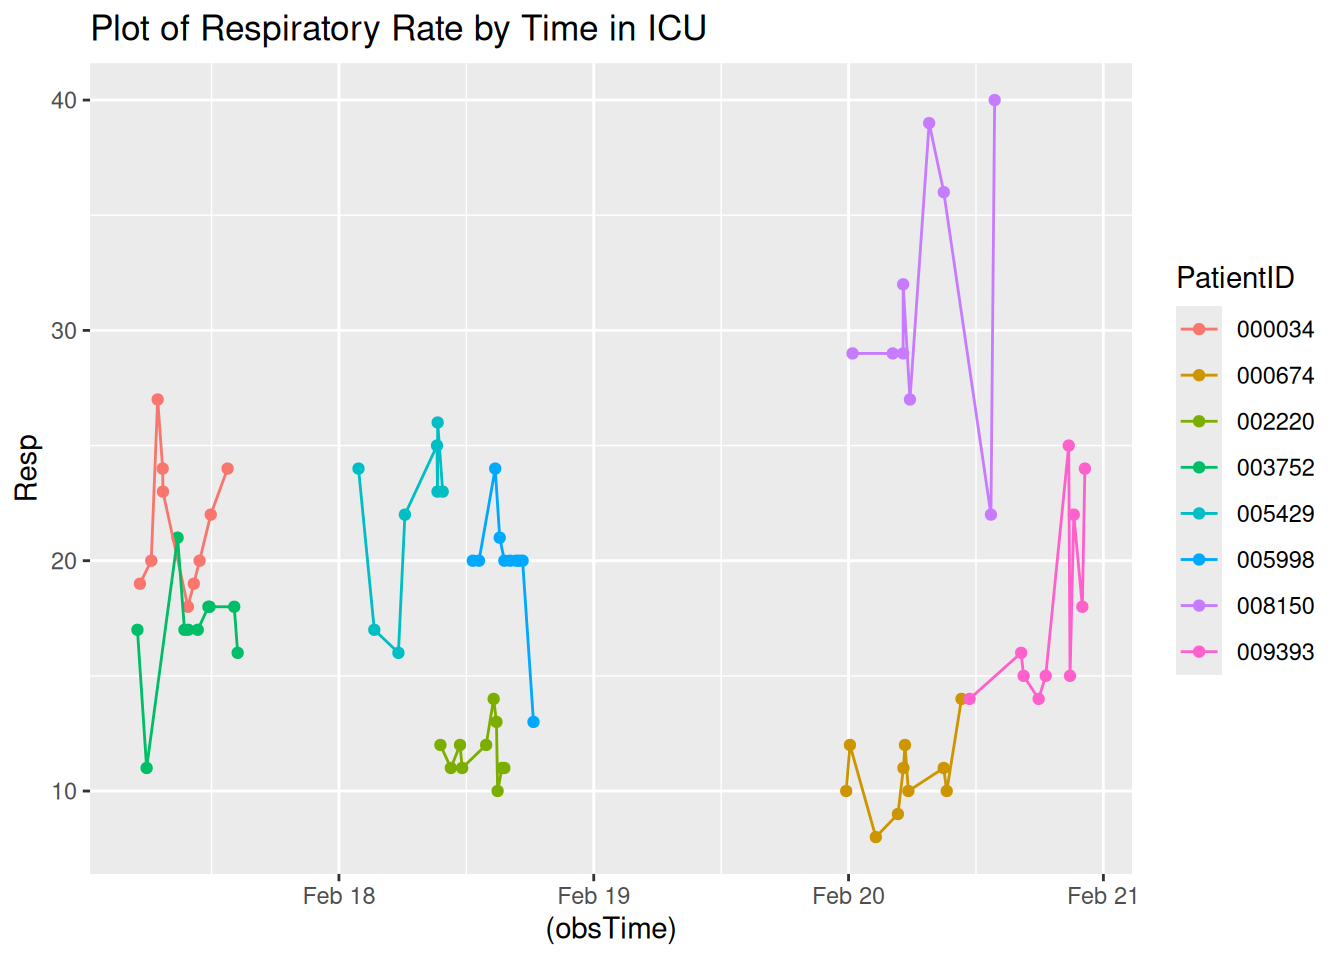 Plot of Respiratory Rate by Time in ICU
40
30
20
10
Resp
Feb 18
Feb 19
Feb 20
Feb 21
(obsTime)
PatientID
000034
000674
002220
003752
005429
005998
008150
009393